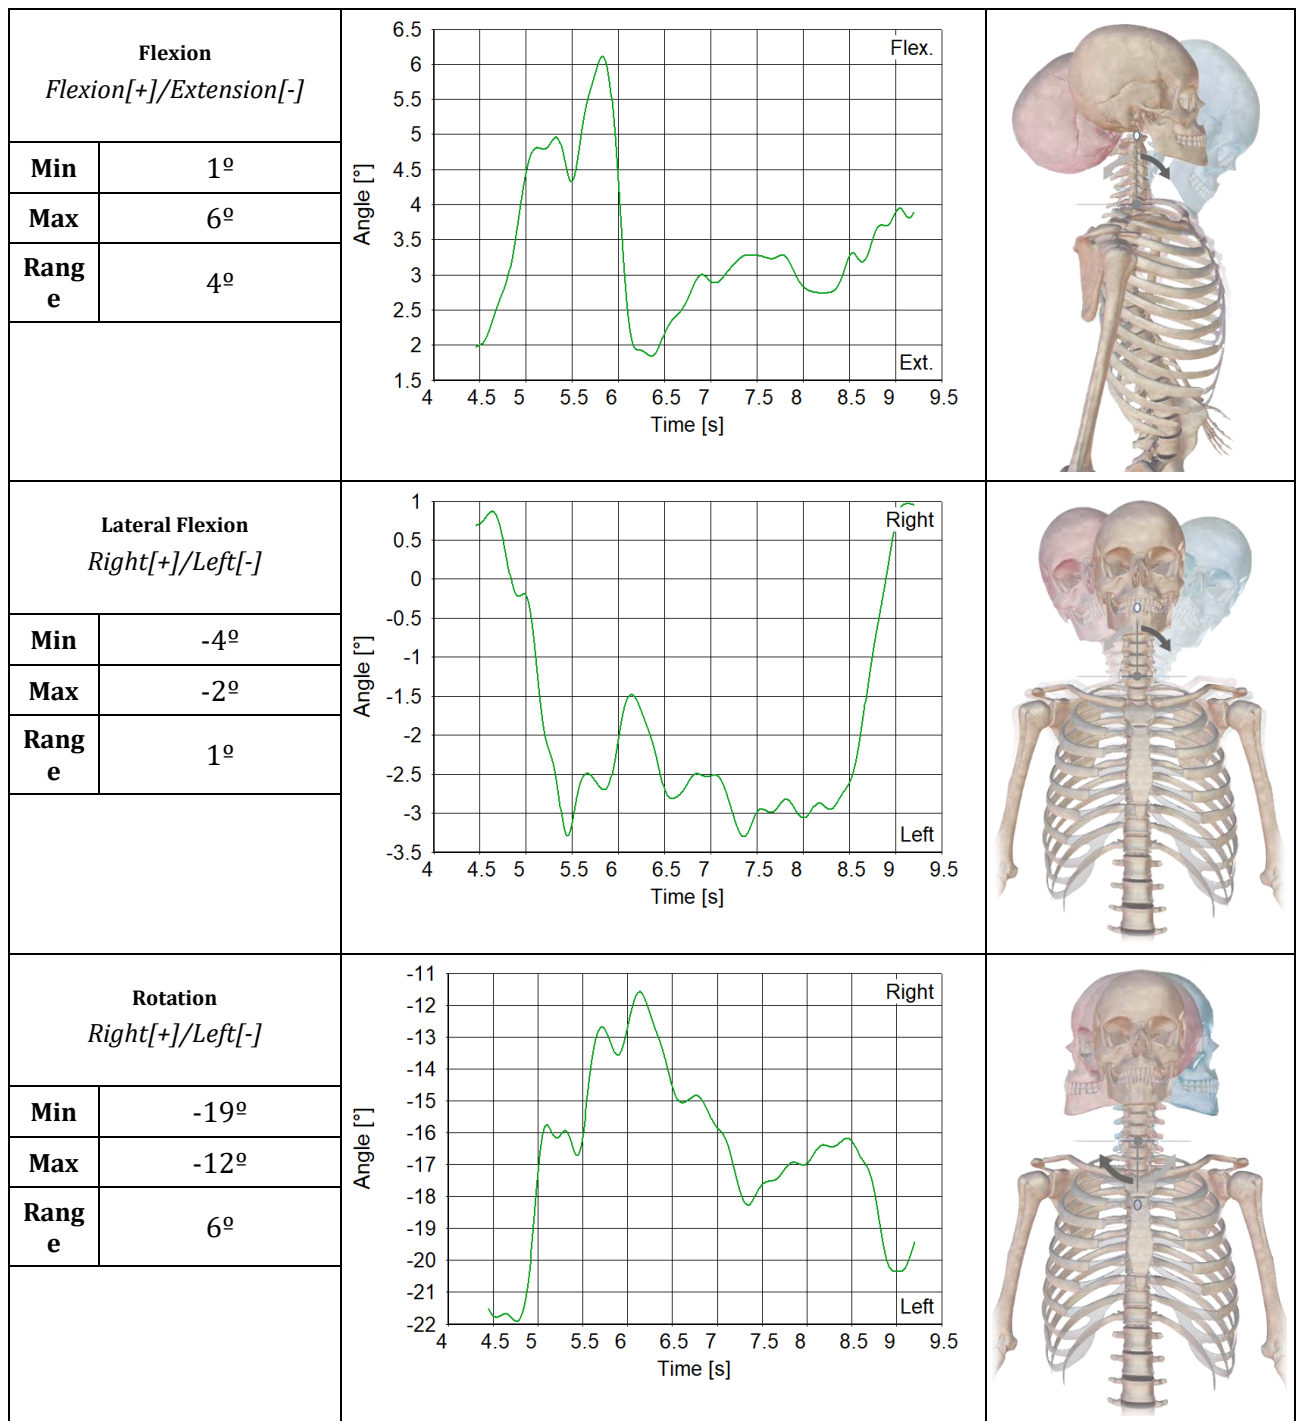 Flexion
Flexion[+]/Extension[-]
Min 1º
Max 6º
Rang
e
4º
6.5
6
5.5
5
4.5
4
3.5
3
2.5
2
1.5
Angle [°]
Flex.
Ext.
4 4.5 5 5.5 6 6.5 7 7.5 8 8.5 9 9.5
Time [s]
Lateral Flexion
Right[+]/Left[-]
Min -4º
Max -2º
Rang
e
1º
1
0.5
0
-0.5
-1
-1.5
-2
-2.5
-3
-3.5
Angle [°]
Right
Left
4 4.5 5 5.5 6 6.5 7 7.5 8 8.5 9 9.5
Time [s]
Rotation
Right[+]/Left[-]
Min -19º
Max -12º
Rang
e
6º
-11
-12
-13
-14
-15
-16
-17
-18
-19
-20
-21
-22
Angle [°]
Right
Left
4 4.5 5 5.5 6 6.5 7 7.5 8 8.5 9 9.5
Time [s]